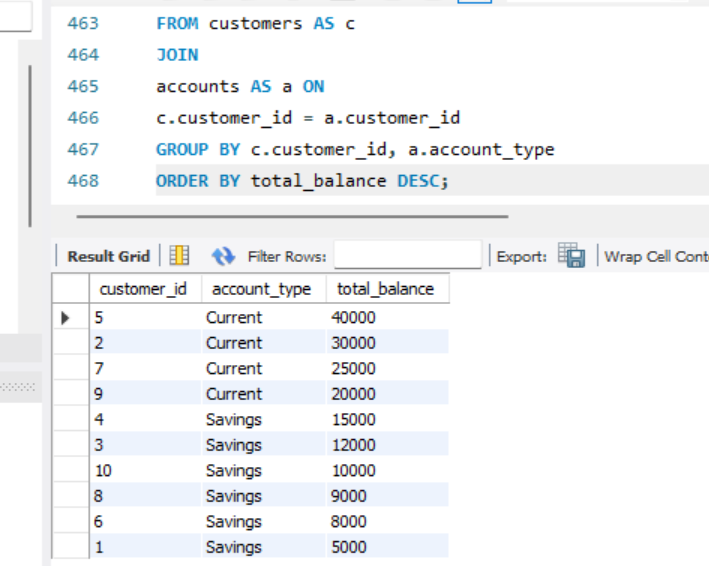 463 FROM customers AS c
464 JOIN
465 accounts AS a ON
466 c.customer_id = a.customer_id
467 GROUP BY c.customer_id, a.account_type
468 ORDER BY total_balance DESC;
Result Grid Filter Rows: Export: Wrap Cell Cont
customer_id account_type total_balance
5 Current 40000
2 Current 30000
7 Current 25000
9 Current 20000
4 Savings 15000
3 Savings 12000
10 Savings 10000
8 Savings 9000
6 Savings 8000
1 Savings 5000